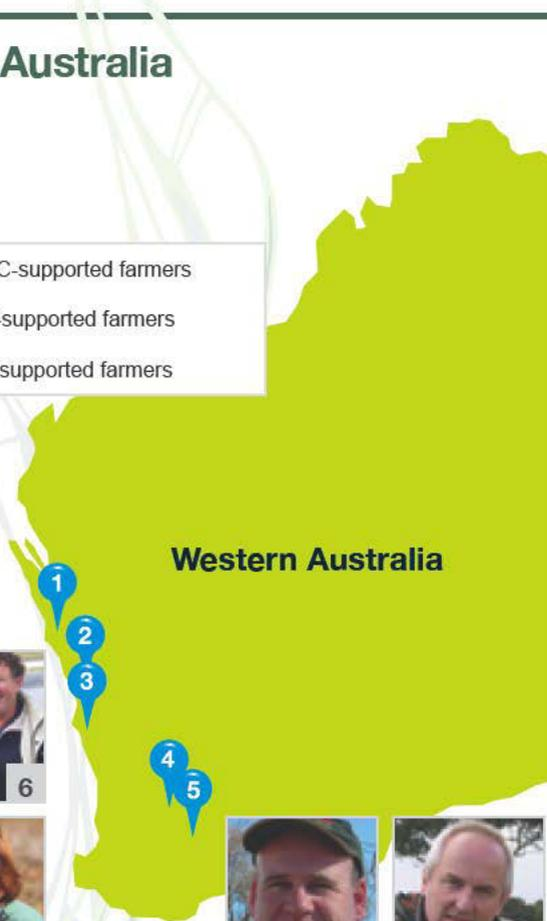 Australia
C-supported farmers
-supported farmers
supported farmers
Western Australia
1
2
3
4
5
6